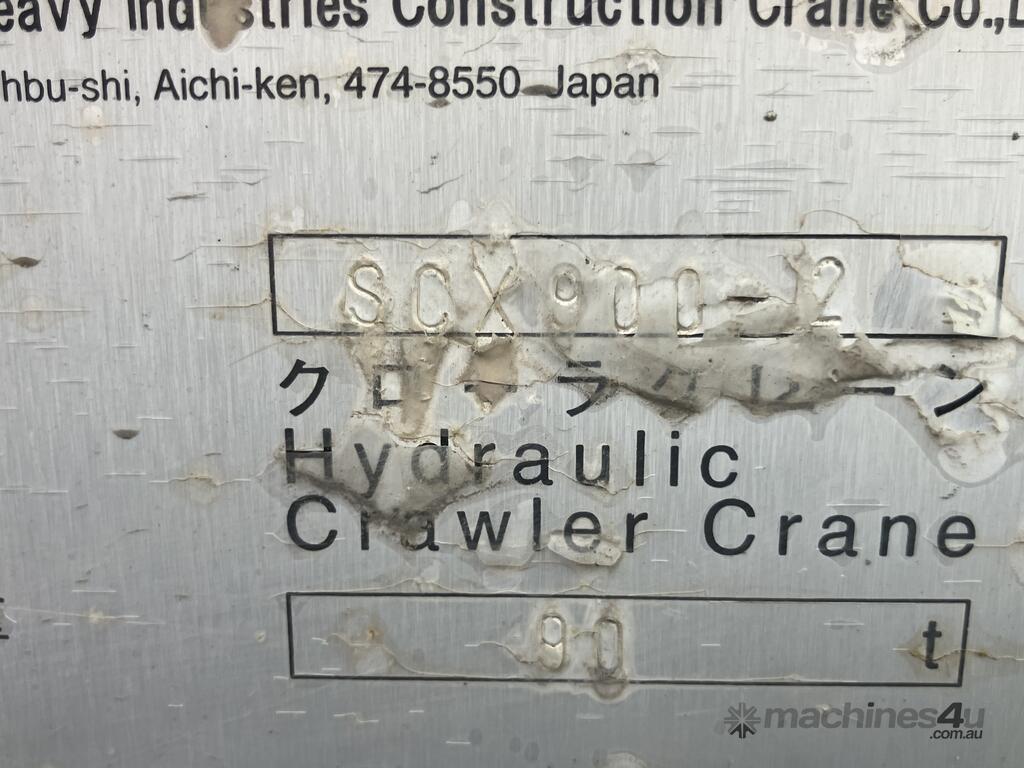 eavy Industries Construction Crane Co.,L
hbu-shi, Aichi-ken, 474-8550 Japan
SCX900-2
クローラクレーン
Hydraulic
Crawler Crane
90 t
machines4u
.com.au